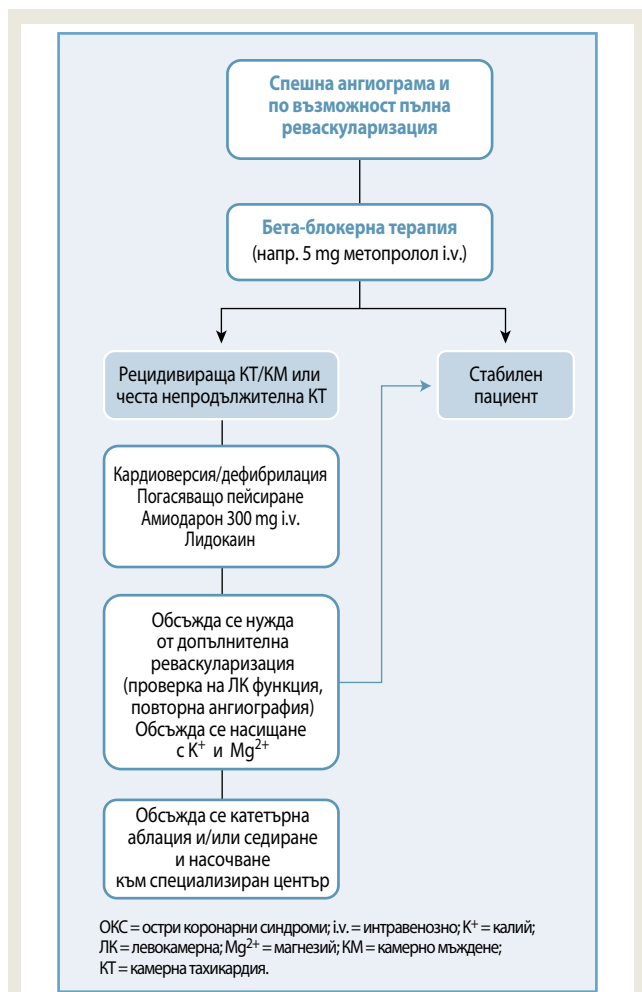 Спешна ангиограма и
по възможност пълна
реваскуларизация
Бета-блокерна терапия
(напр. 5 mg метопролол i.v.)
Рецидивираща КТ/КМ или
честа непродължителна КТ
Стабилен
пациент
Кардиоверсия/дефибрилация
Погасяващо пейсиране
Амиодарон 300 mg i.v.
Лидокаин
Обсъжда се нужда
от допълнителна
реваскуларизация
(проверка на ЛК функция,
повторна ангиография)
Обсъжда се насищане
с K⁺ и Mg²⁺
Обсъжда се катетърна
аблация и/или седиране
и насочване
към специализиран център
ОКС = остри коронарни синдроми; i.v. = интравенозно; K⁺ = калий;
ЛК = левокамерна; Mg²⁺ = магнезий; КМ = камерно мъждене;
КТ = камерна тахикардия.